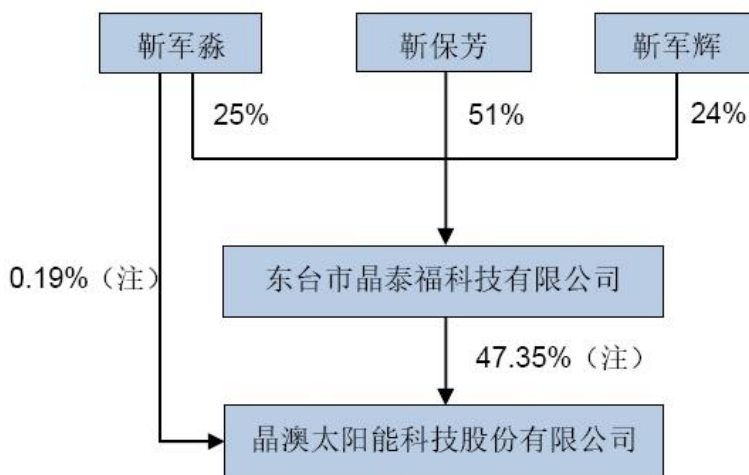 靳军淼
靳保芳
靳军辉
25%
51%
24%
东台市晶泰福科技有限公司
0.19%（注）
47.35%（注）
晶澳太阳能科技股份有限公司